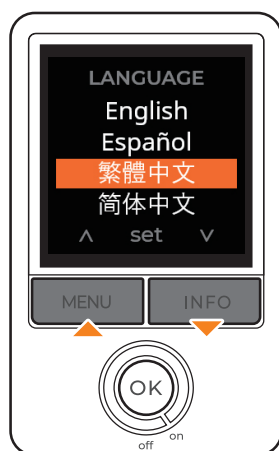 LANGUAGE
English
Español
繁體中文
简体中文
set
MENU INFO
OK
on
off